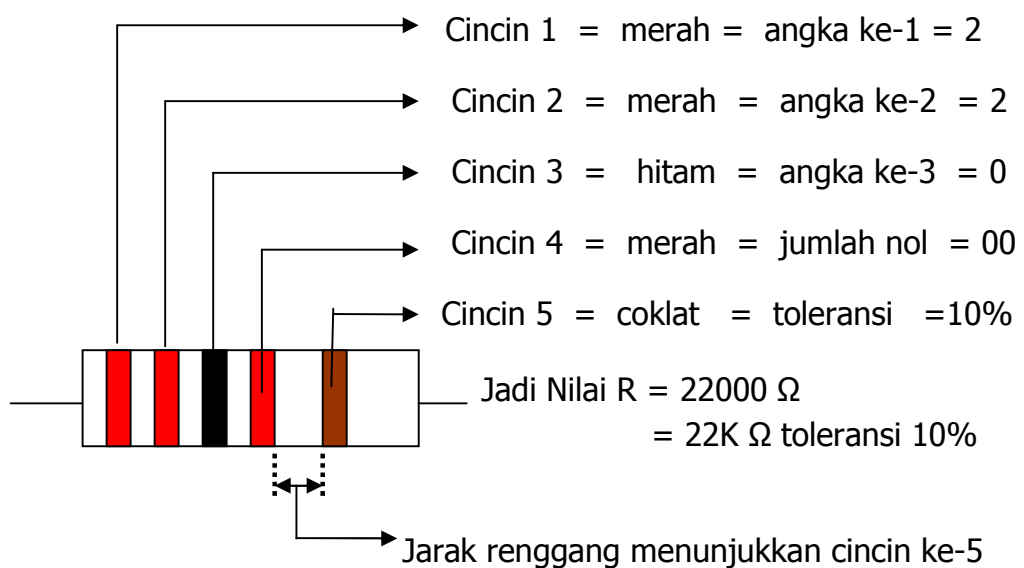 Cincin 1 = merah = angka ke-1 = 2
Cincin 2 = merah = angka ke-2 = 2
Cincin 3 = hitam = angka ke-3 = 0
Cincin 4 = merah = jumlah nol = 00
Cincin 5 = coklat = toleransi =10%
Jadi Nilai R = 22000 Ω
= 22K Ω toleransi 10%
Jarak renggang menunjukkan cincin ke-5